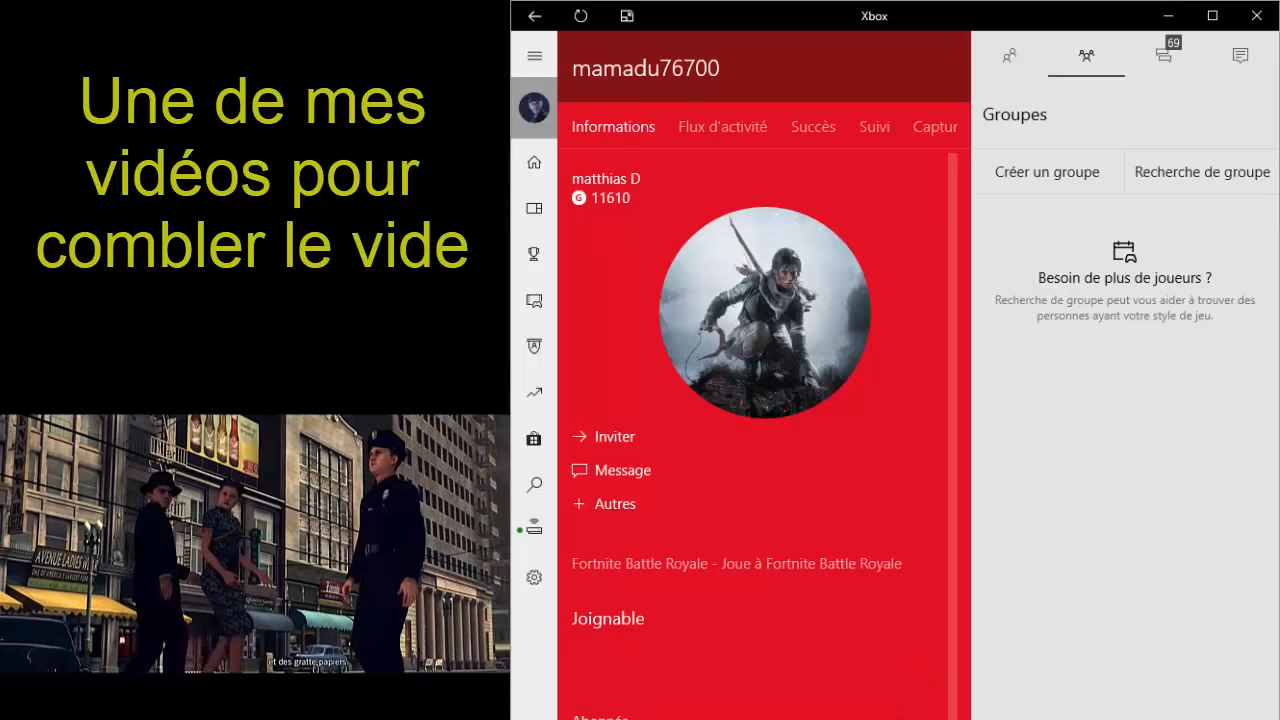 Une de mes
vidéos pour
combler le vide
AVENUE LADIES
et des gratte papiers
Xbox
mamadu76700
Informations Flux d'activité Succès Suivi Captur
matthias D
G 11610
Inviter
Message
Autres
Fortnite Battle Royale - Joue à Fortnite Battle Royale
Joignable
Abonnés
69
Groupes
Créer un groupe Recherche de groupe
Besoin de plus de joueurs ?
Recherche de groupe peut vous aider à trouver des
personnes ayant votre style de jeu.